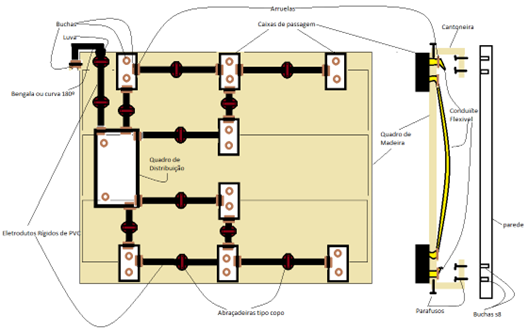 Arruelas
Buchas
Caixas de passagem
Cantoneira
Luva
Bengala ou curva 180º
Conduite
Flexível
Quadro de
Madeira
Quadro de
Distribuição
parede
Eletrodutos Rígidos de PVC
Abraçadeiras tipo copo
Parafusos
Buchas s8